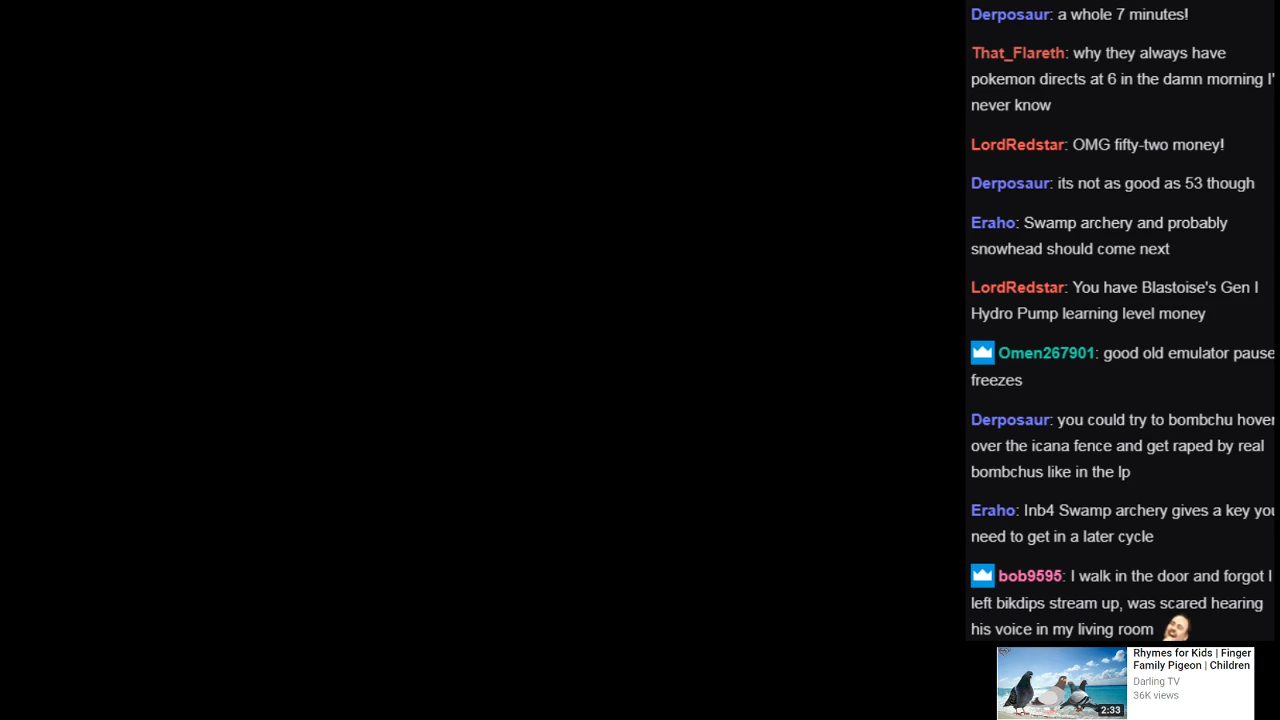 Derposaur: a whole 7 minutes!
That_Flareth: why they always have
pokemon directs at 6 in the damn morning I'
never know
LordRedstar: OMG fifty-two money!
Derposaur: its not as good as 53 though
Eraho: Swamp archery and probably
snowhead should come next
LordRedstar: You have Blastoise's Gen I
Hydro Pump learning level money
Omen267901: good old emulator pause
freezes
Derposaur: you could try to bombchu hover
over the icana fence and get raped by real
bombchus like in the lp
Eraho: Inb4 Swamp archery gives a key you
need to get in a later cycle
bob9595: I walk in the door and forgot I
left bikdips stream up, was scared hearing
his voice in my living room
Rhymes for Kids | Finger
Family Pigeon | Children
Darling TV
36K views
2:33